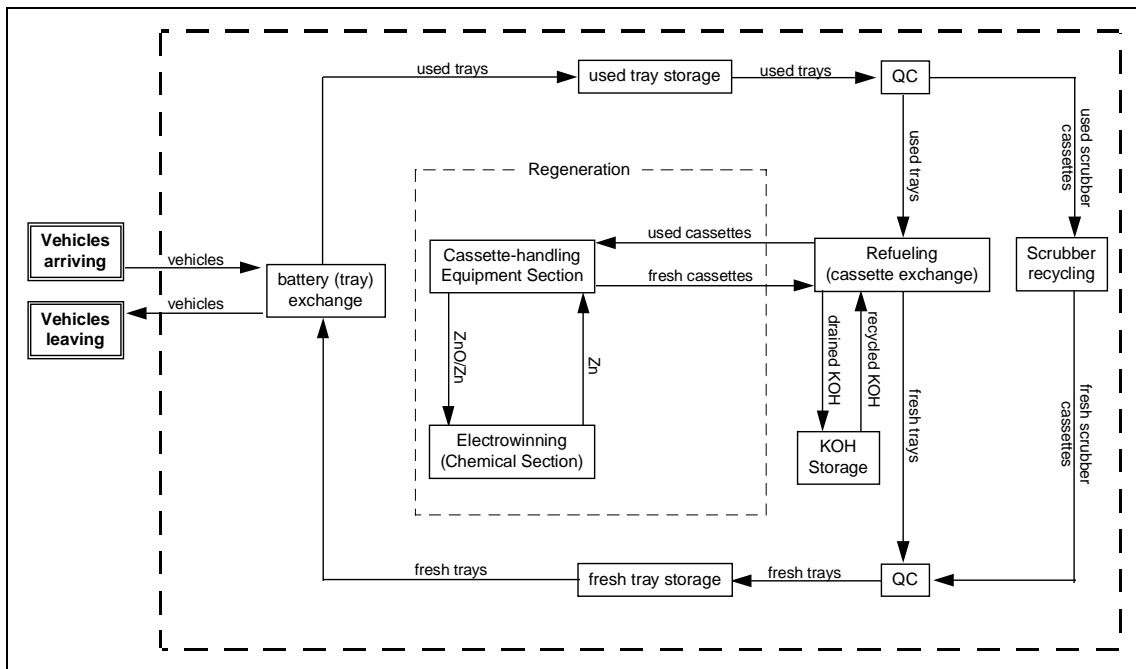 used trays
used tray storage
used trays
QC
used scrubber
cassettes
used trays
Regeneration
Vehicles
arriving
vehicles
battery (tray)
exchange
Vehicles
leaving
vehicles
Cassette-handling
Equipment Section
used cassettes
fresh cassettes
Refueling
(cassette exchange)
Scrubber
recycling
ZnO/Zn
Zn
drained KOH
recycled KOH
Electrowinning
(Chemical Section)
KOH
Storage
fresh trays
fresh scrubber
cassettes
fresh trays
fresh tray storage
fresh trays
QC